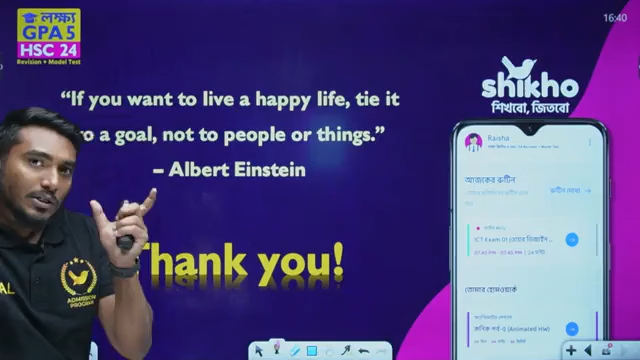 লক্ষ্য
GPA 5
HSC 24
Revision + Model Test
16:40
“If you want to live a happy life, tie it
to a goal, not to people or things.”
– Albert Einstein
Thank you!
shikho
শিখবো, জিতবো
Raisha
আজকের রুটিন
ICT Exam 01
তোমার হোমওয়ার্ক
(Animated নিজ)
ADMISSION
PROGRAM